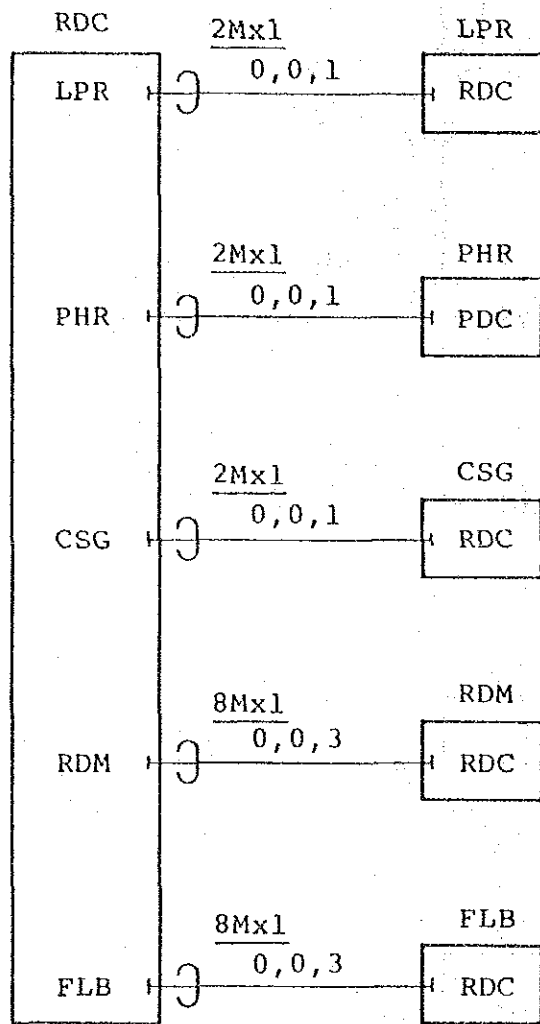 RDC 2Mx1 LPR
LPR 0,0,1 RDC
2Mx1 PHR
PHR 0,0,1 PDC
2Mx1 CSG
CSG 0,0,1 RDC
8Mx1 RDM
RDM 0,0,3 RDC
8Mx1 FLB
FLB 0,0,3 RDC